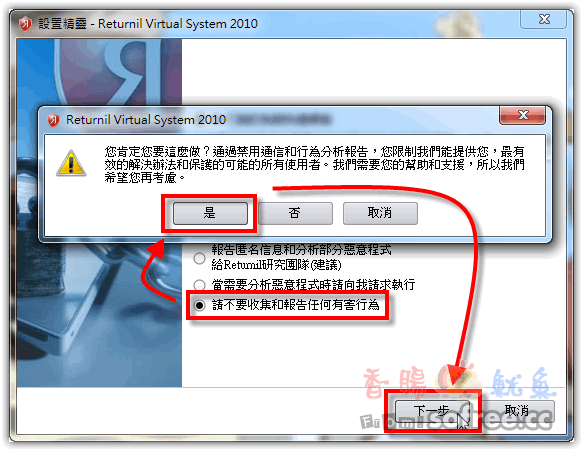 設置精靈 - Returnil Virtual System 2010
Returnil Virtual System 2010
您肯定您要這麼做？通過禁用通信和行為分析報告，您限制我們能提供您，最有
效的解決辦法和保護的可能的所有使用者。我們需要您的幫助和支援，所以我們
希望您再考慮。
是
否
取消
報告匿名信息和分析部分惡意程式
給Returnil研究團隊(建議)
當需要分析惡意程式時請向我請求執行
請不要收集和報告任何有害行為
香腸炒魷魚
下一步
取消
From isofree.cc